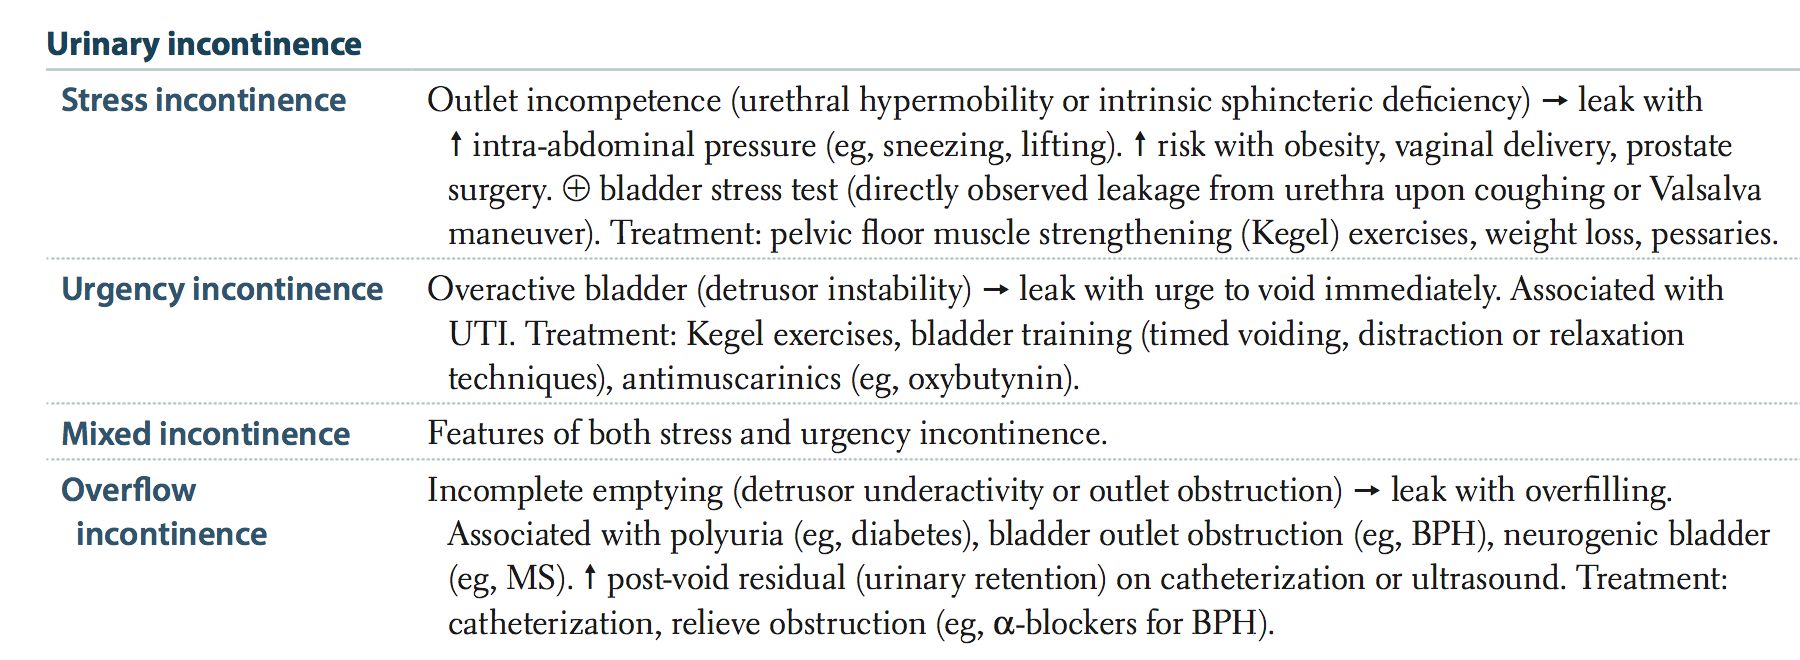 Urinary incontinence
Stress incontinence
Outlet incompetence (urethral hypermobility or intrinsic sphincteric deficiency) → leak with
↑ intra-abdominal pressure (eg, sneezing, lifting). ↑ risk with obesity, vaginal delivery, prostate
surgery. ⊕ bladder stress test (directly observed leakage from urethra upon coughing or Valsalva
maneuver). Treatment: pelvic floor muscle strengthening (Kegel) exercises, weight loss, pessaries.
Urgency incontinence
Overactive bladder (detrusor instability) → leak with urge to void immediately. Associated with
UTI. Treatment: Kegel exercises, bladder training (timed voiding, distraction or relaxation
techniques), antimuscarinics (eg, oxybutynin).
Mixed incontinence
Features of both stress and urgency incontinence.
Overflow
incontinence
Incomplete emptying (detrusor underactivity or outlet obstruction) → leak with overfilling.
Associated with polyuria (eg, diabetes), bladder outlet obstruction (eg, BPH), neurogenic bladder
(eg, MS). ↑ post-void residual (urinary retention) on catheterization or ultrasound. Treatment:
catheterization, relieve obstruction (eg, α-blockers for BPH).